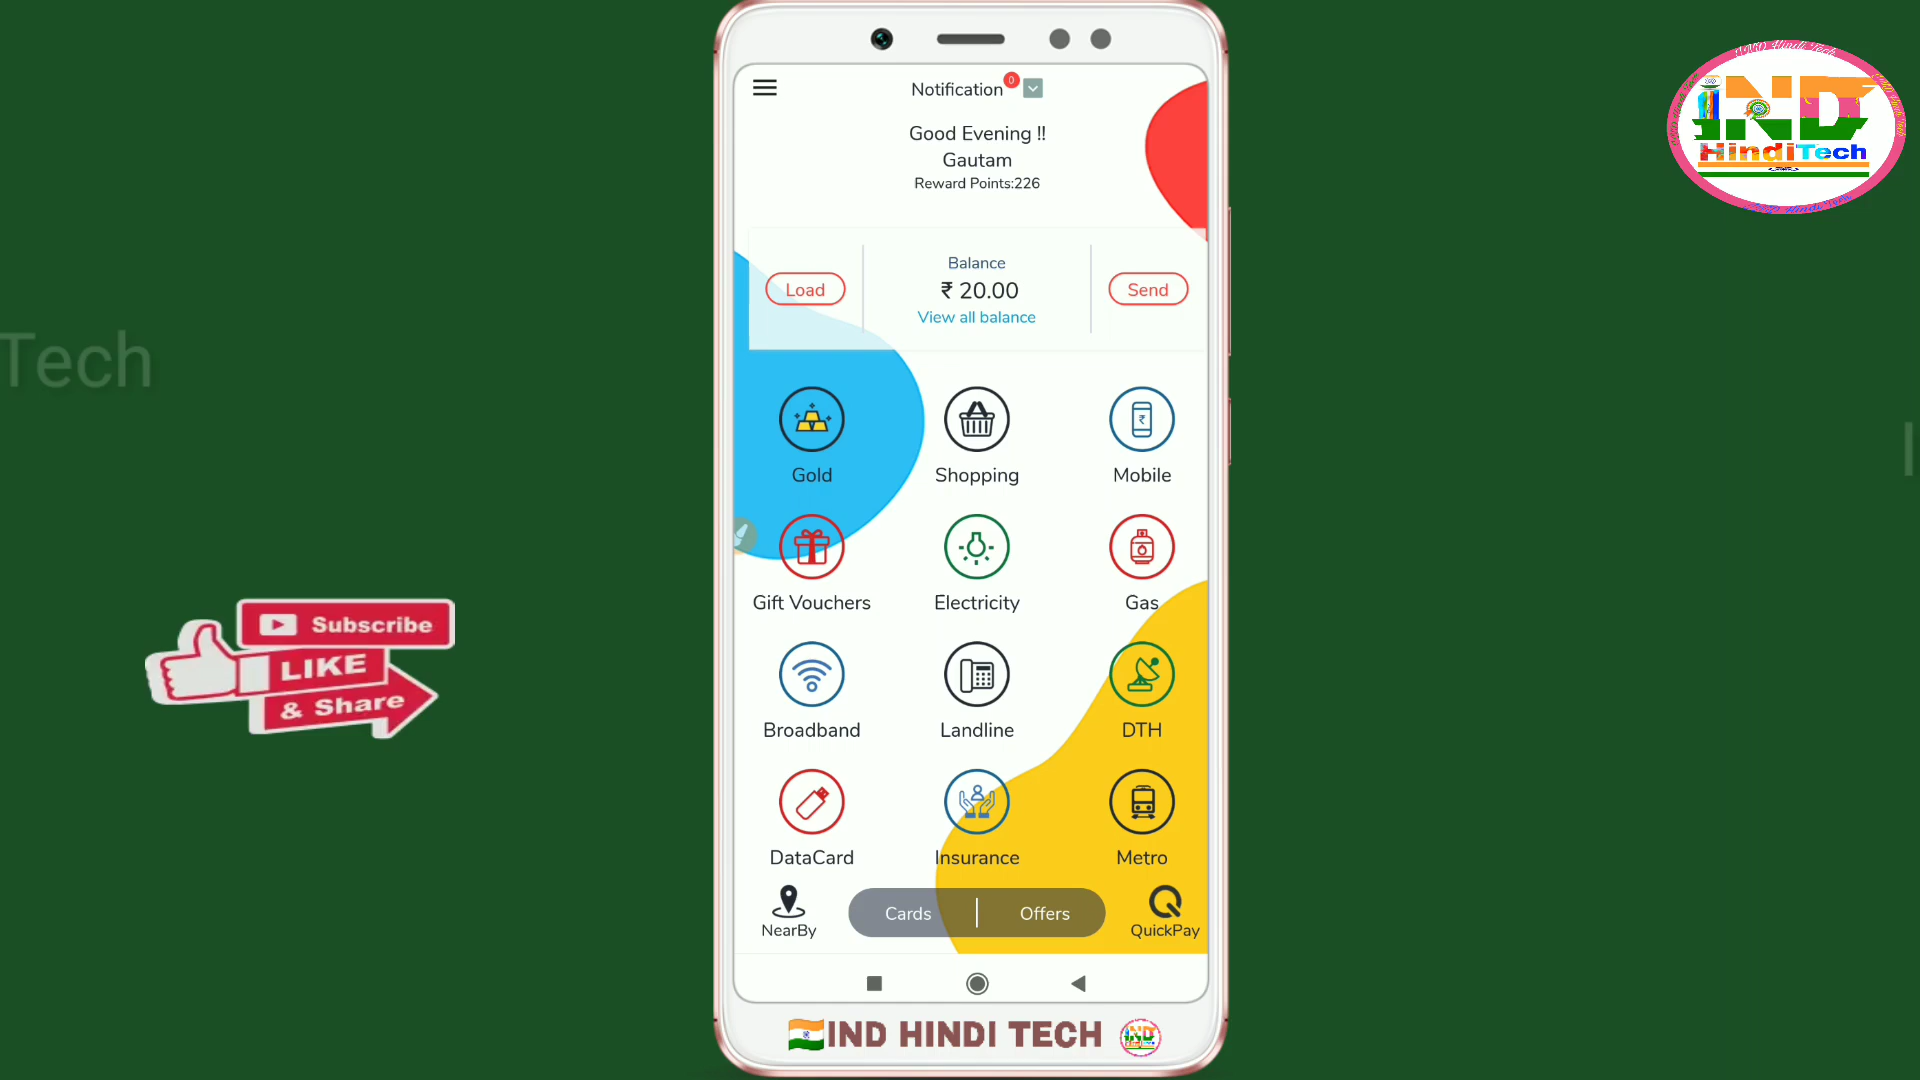 Notification 0
Good Evening !!
Gautam
Reward Points:226
IND
HindiTech
Load
Balance
₹ 20.00
View all balance
Send
Tech
Gold
Shopping
Mobile
Gift Vouchers
Electricity
Gas
Subscribe
LIKE
& Share
Broadband
Landline
DTH
DataCard
Insurance
Metro
NearBy
Cards
Offers
QuickPay
IND HINDI TECH